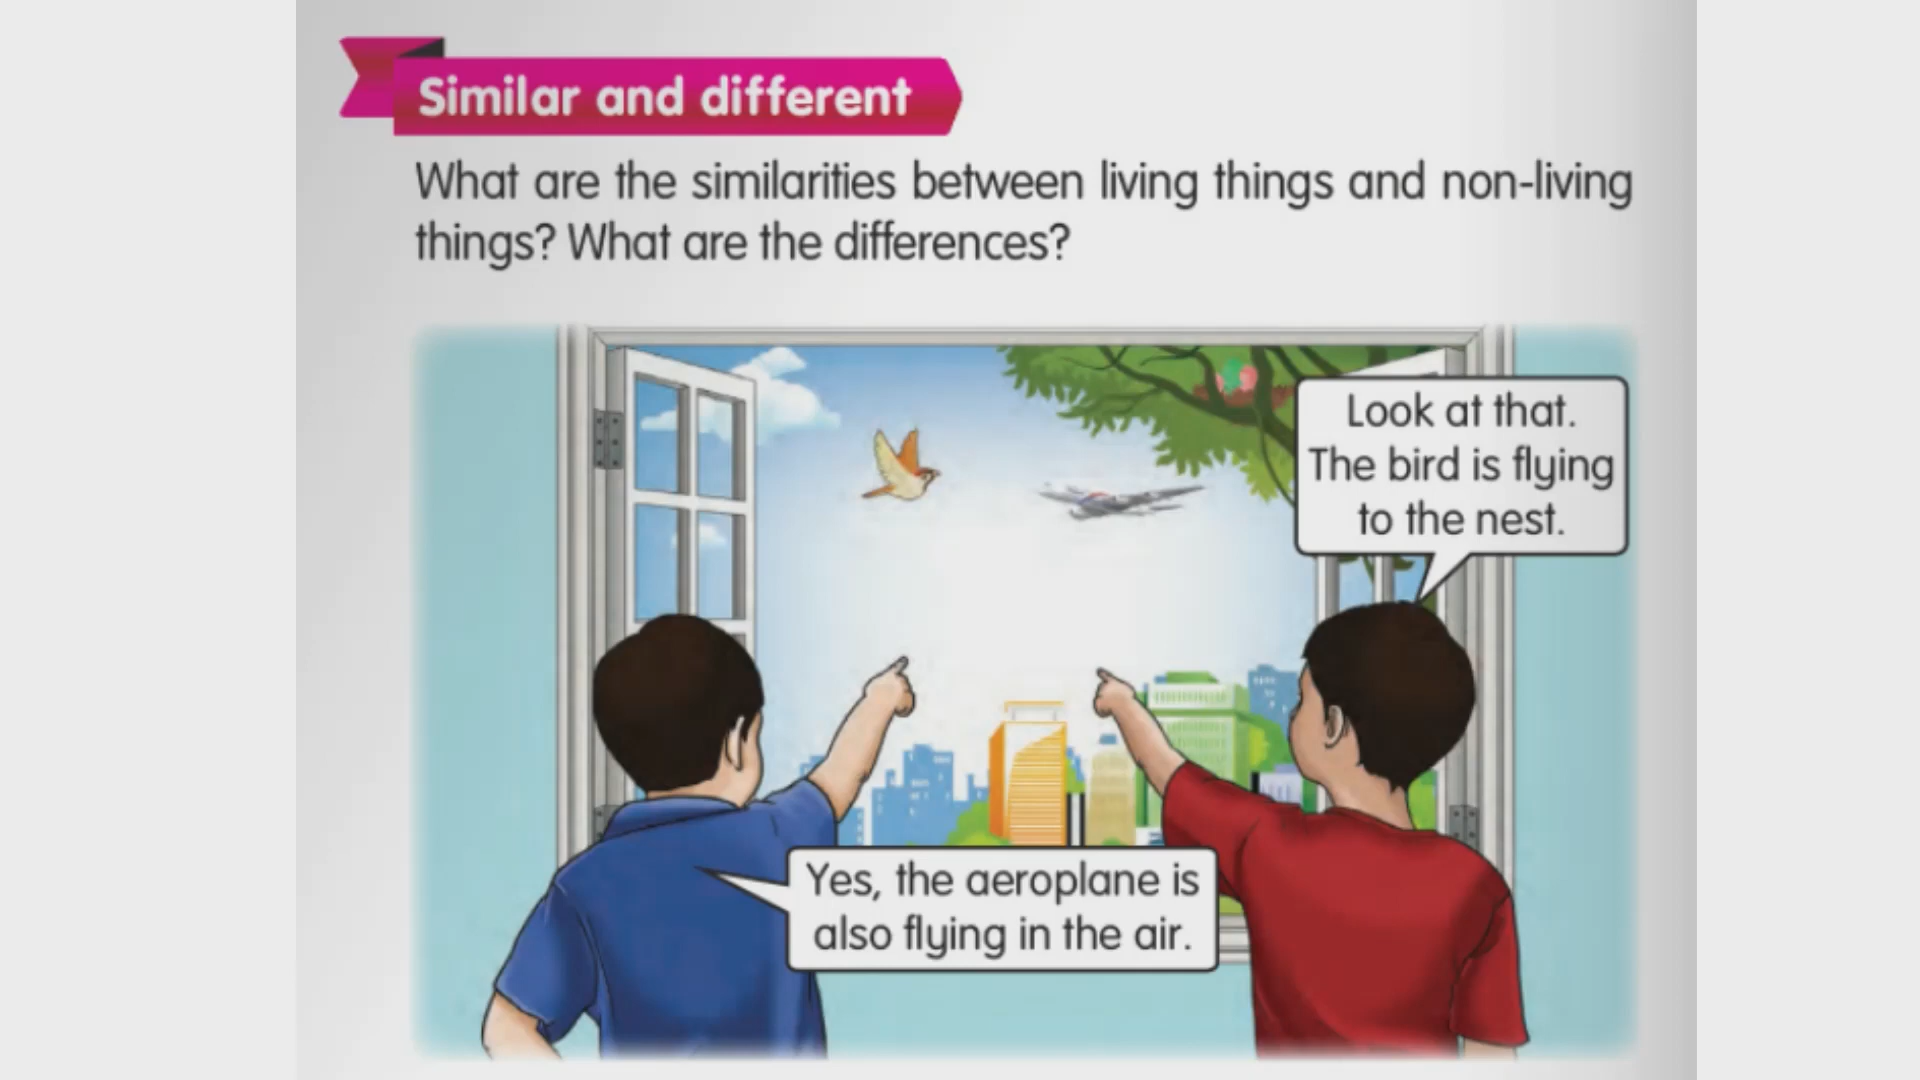 Similar and different
What are the similarities between living things and non-living
things? What are the differences?
Look at that.
The bird is flying
to the nest.
Yes, the aeroplane is
also flying in the air.